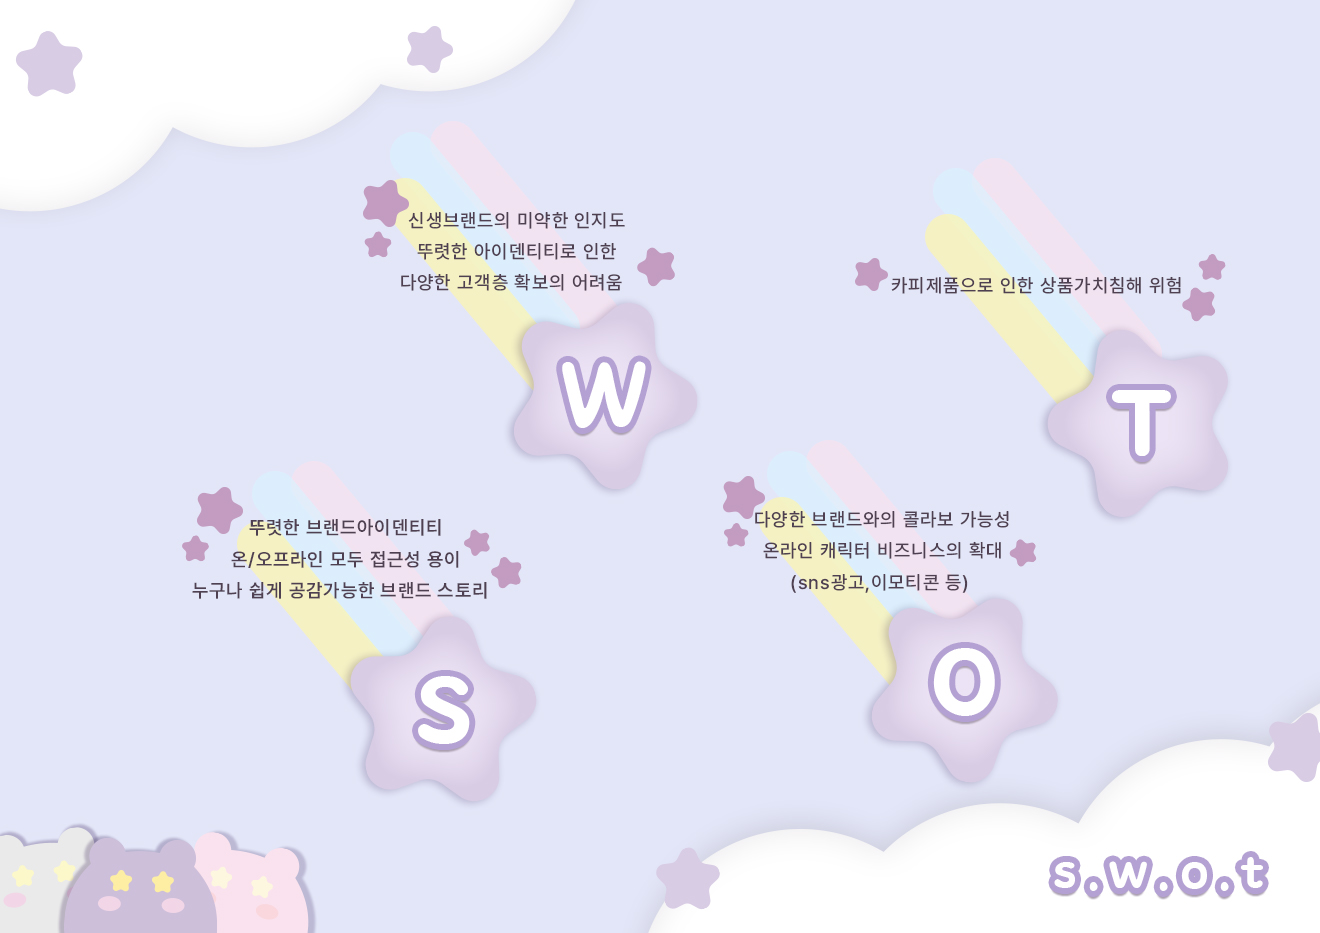 신생브랜드의 미약한 인지도
뚜렷한 아이덴티티로 인한
다양한 고객층 확보의 어려움
W
카피제품으로 인한 상품가치침해 위험
T
뚜렷한 브랜드아이덴티티
온/오프라인 모두 접근성 용이
누구나 쉽게 공감가능한 브랜드 스토리
S
다양한 브랜드와의 콜라보 가능성
온라인 캐릭터 비즈니스의 확대
(sns광고,이모티콘 등)
O
s.w.o.t